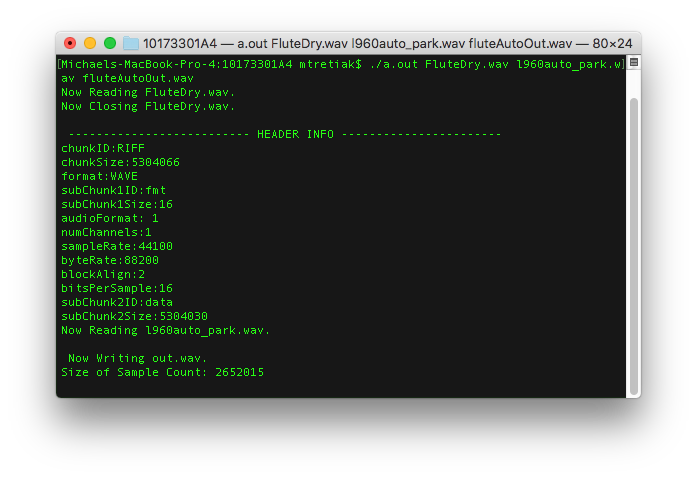 10173301A4 — a.out FluteDry.wav l960auto_park.wav fluteAutoOut.wav — 80×24
[Michaels-MacBook-Pro-4:10173301A4 mtretiak$ ./a.out FluteDry.wav l960auto_park.w]
av fluteAutoOut.wav
Now Reading FluteDry.wav.
Now Closing FluteDry.wav.
-------------------------- HEADER INFO -----------------------
chunkID:RIFF
chunkSize:5304066
format:WAVE
subChunk1ID:fmt
subChunk1Size:16
audioFormat: 1
numChannels:1
sampleRate:44100
byteRate:88200
blockAlign:2
bitsPerSample:16
subChunk2ID:data
subChunk2Size:5304030
Now Reading l960auto_park.wav.
Now Writing out.wav.
Size of Sample Count: 2652015